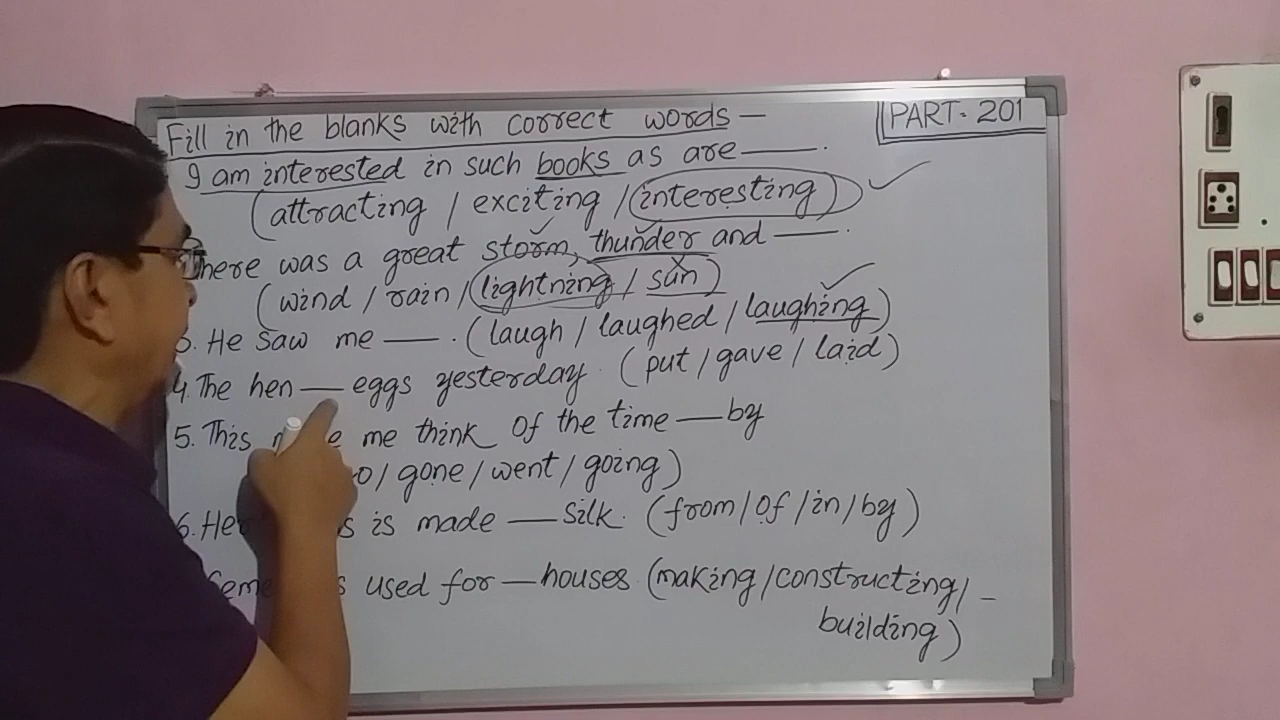 Fill in the blanks with correct words —
PART- 201
I am interested in such books as are ——.
(attracting / exciting / interesting)
here was a great storm, thunder and ——.
(wind / rain / lightning / sun)
3. He saw me ——. (laugh / laughed / laughing)
4. The hen —— eggs yesterday. (put / gave / laid)
5. This me think of the time —— by
/ gone / went / going)
6. is made —— silk. (from / of / in / by)
used for —— houses (making / constructing / –
building)